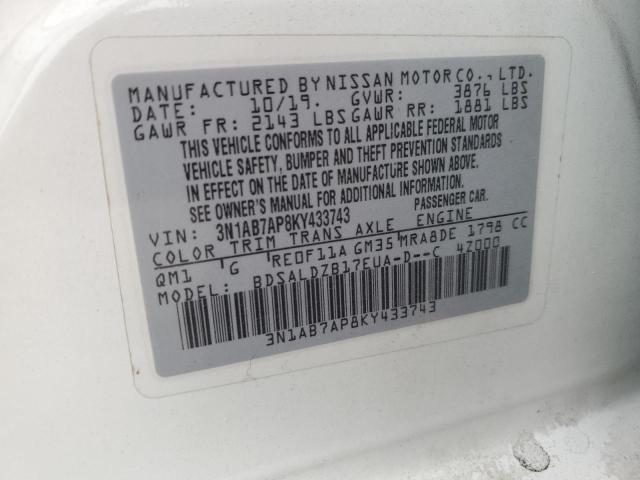 MANUFACTURED BY NISSAN MOTOR CO., LTD.
DATE: 10/19. GVWR: 3876 LBS
GAWR FR: 2143 LBS GAWR RR: 1881 LBS
THIS VEHICLE CONFORMS TO ALL APPLICABLE FEDERAL MOTOR
VEHICLE SAFETY, BUMPER AND THEFT PREVENTION STANDARDS
IN EFFECT ON THE DATE OF MANUFACTURE SHOWN ABOVE.
SEE OWNER'S MANUAL FOR ADDITIONAL INFORMATION.
VIN: 3N1AB7AP8KY433743 PASSENGER CAR.
COLOR TRIM TRANS AXLE ENGINE
QM1 G RE0F11A GM35 MRA8DE 1798 CC
MODEL: BDSALDZB17EUA-D--C 4Z000
3N1AB7AP8KY433743